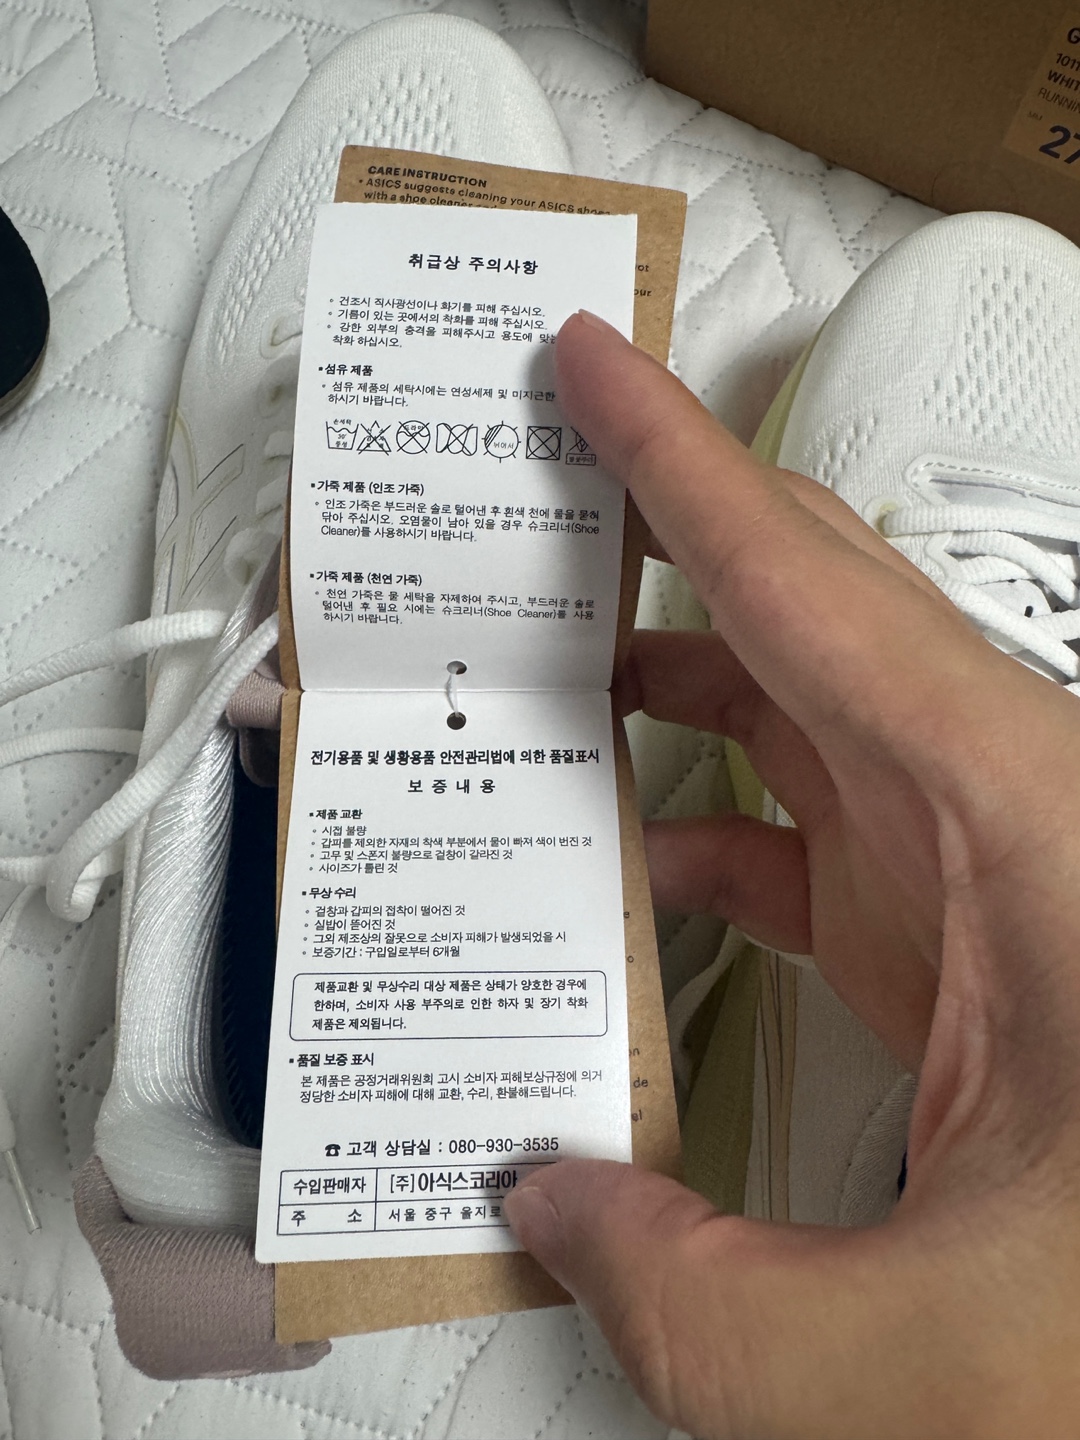 G
1011
WHIT
RUNNIN
MM
27
CARE INSTRUCTION
• ASICS suggests cleaning your ASICS shoes
with a shoe cleaner
your
취급상 주의사항
◦ 건조시 직사광선이나 화기를 피해 주십시오.
◦ 기름이 있는 곳에서의 착화를 피해 주십시오.
◦ 강한 외부의 충격을 피해주시고 용도에 맞는
착화 하십시오.
▪섬유 제품
◦ 섬유 제품의 세탁시에는 연성세제 및 미지근한
하시기 바랍니다.
손세탁
30°
중성
드라이
뉘어서
▪가죽 제품 (인조 가죽)
◦ 인조 가죽은 부드러운 솔로 털어낸 후 흰색 천에 물을 묻혀
닦아 주십시오. 오염물이 남아 있을 경우 슈크리너(Shoe
Cleaner)를 사용하시기 바랍니다.
▪가죽 제품 (천연 가죽)
◦ 천연 가죽은 물 세탁을 자제하여 주시고, 부드러운 솔로
털어낸 후 필요 시에는 슈크리너(Shoe Cleaner)를 사용
하시기 바랍니다.
전기용품 및 생활용품 안전관리법에 의한 품질표시
보 증 내 용
▪제품 교환
◦ 시접 불량
◦ 갑피를 제외한 자재의 착색 부분에서 물이 빠져 색이 번진 것
◦ 고무 및 스폰지 불량으로 겉창이 갈라진 것
◦ 사이즈가 틀린 것
▪무상 수리
◦ 겉창과 갑피의 접착이 떨어진 것
◦ 실밥이 뜯어진 것
◦ 그외 제조상의 잘못으로 소비자 피해가 발생되었을 시
◦ 보증기간 : 구입일로부터 6개월
제품교환 및 무상수리 대상 제품은 상태가 양호한 경우에
한하며, 소비자 사용 부주의로 인한 하자 및 장기 착화
제품은 제외됩니다.
▪품질 보증 표시
본 제품은 공정거래위원회 고시 소비자 피해보상규정에 의거
정당한 소비자 피해에 대해 교환, 수리, 환불해드립니다.
☎ 고객 상담실 : 080-930-3535
수입판매자 [주]아식스코리아
주 소 서울 중구 을지로